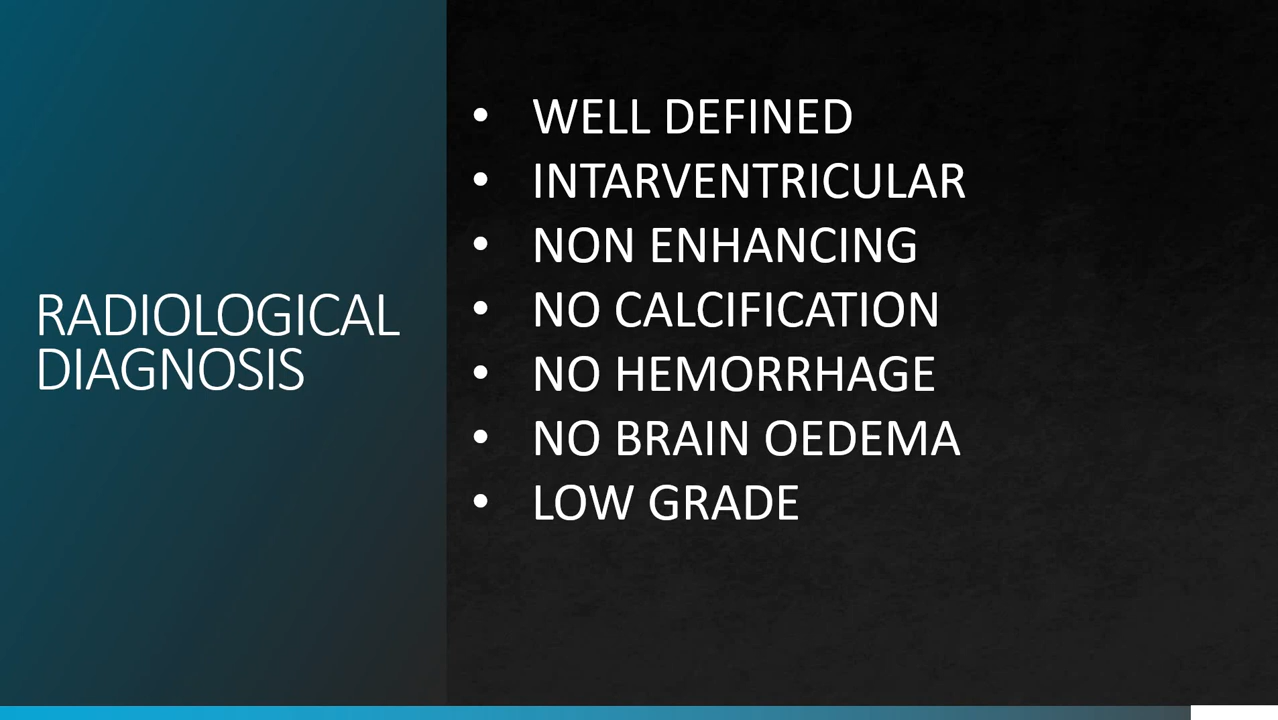 RADIOLOGICAL
DIAGNOSIS
• WELL DEFINED
• INTARVENTRICULAR
• NON ENHANCING
• NO CALCIFICATION
• NO HEMORRHAGE
• NO BRAIN OEDEMA
• LOW GRADE